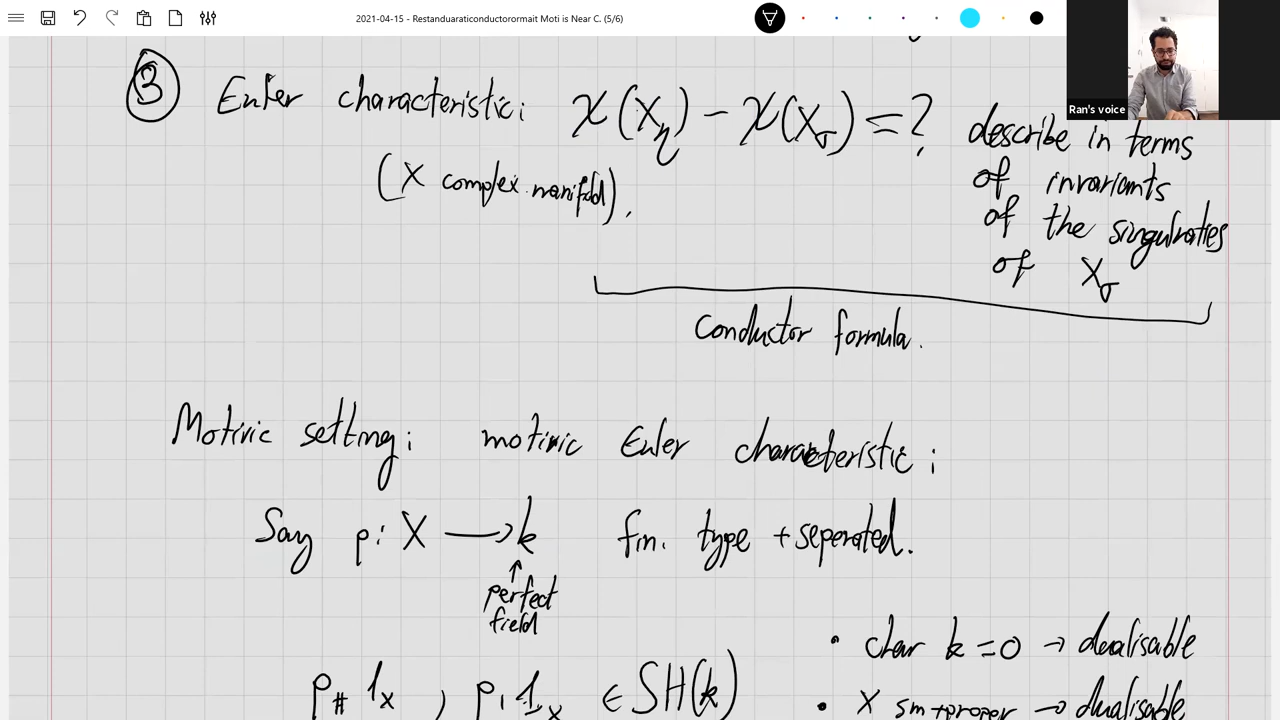 2021-04-15 - Restanduaraticonductorormait Moti is Near C. (5/6)
Ran's voice
③ Euler characteristic: χ(X_η) - χ(X_σ) = ? describe in terms
of invariants
of the singularities
of X_σ
(X complex manifold).
Conductor formula.
Motivic setting: motivic Euler characteristic:
Say p: X → k fin. type + seperated.
↑
perfect
field
p_# 1_X , p_! 1_X ∈ SH(k)
• char k = 0 → dualisable
• X sm+proper → dualisable